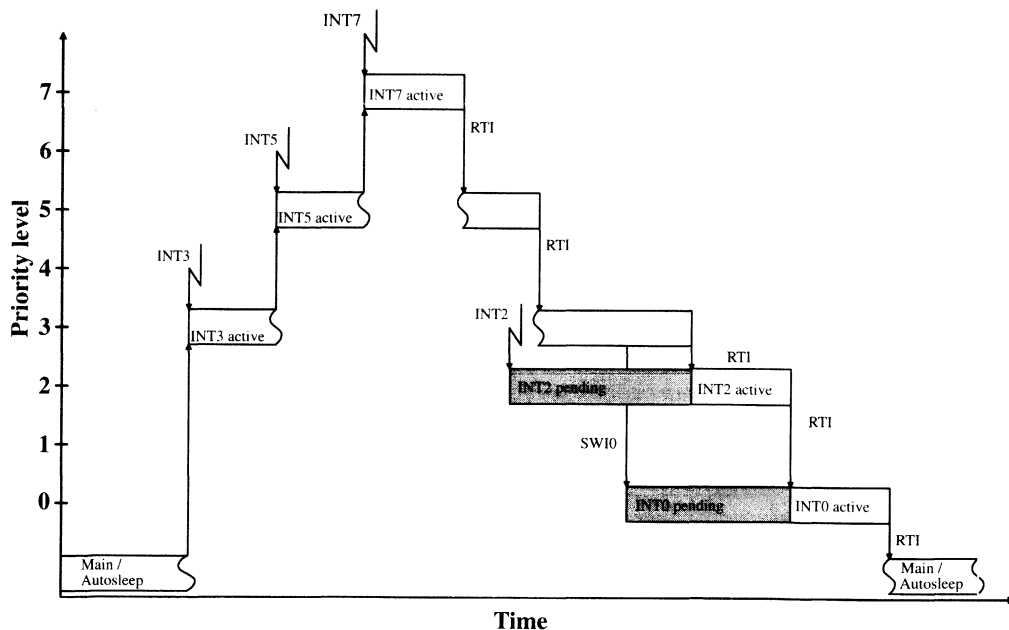 INT7
7
INT7 active
INT5
RTI
6
5
INT5 active
RTI
INT3
4
INT2
3
INT3 active
RTI
2
INT2 pending
INT2 active
1
SWI0
RTI
0
INT0 pending
INT0 active
RTI
Main /
Autosleep
Main /
Autosleep
Priority level
Time